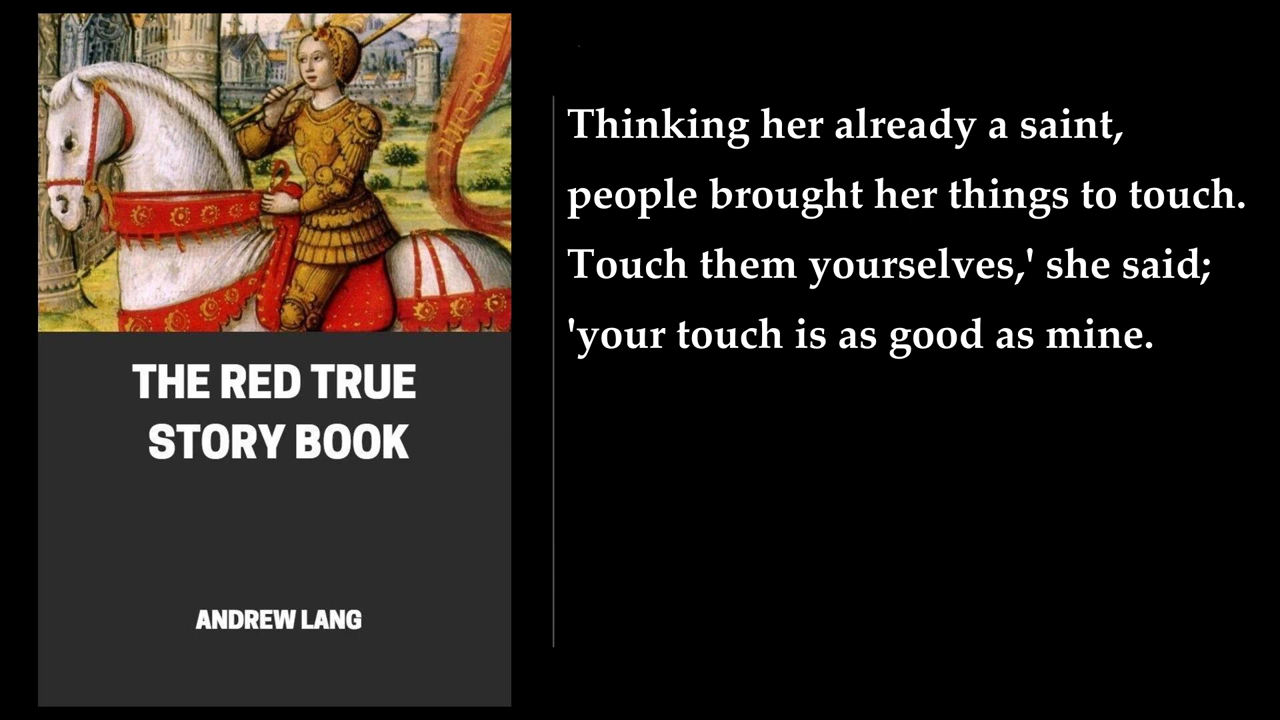 THE RED TRUE
STORY BOOK
ANDREW LANG
Thinking her already a saint,
people brought her things to touch.
Touch them yourselves,' she said;
'your touch is as good as mine.